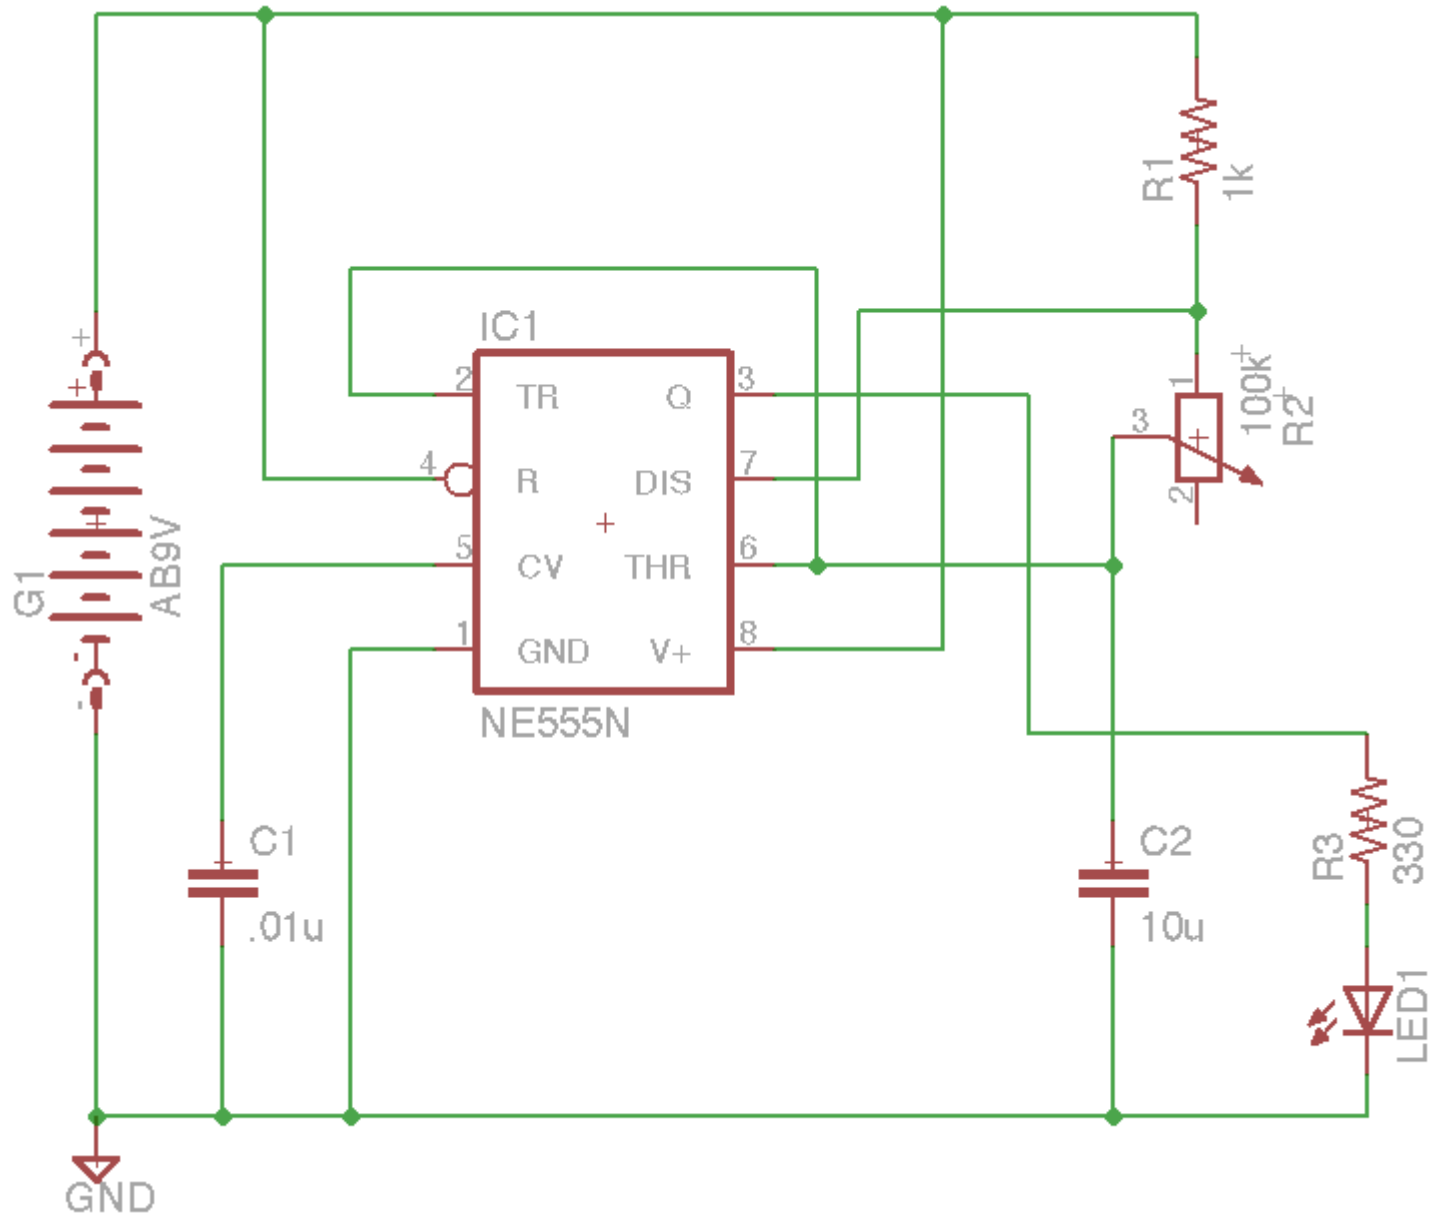 R1
1k
+
IC1
2
TR
Q
3
4
R
DIS
7
5
CV
THR
6
1
GND
V+
8
NE555N
+
+
-
-
G1
AB9V
1
3
2
100k
R2
C1
.01u
C2
10u
R3
330
LED1
GND